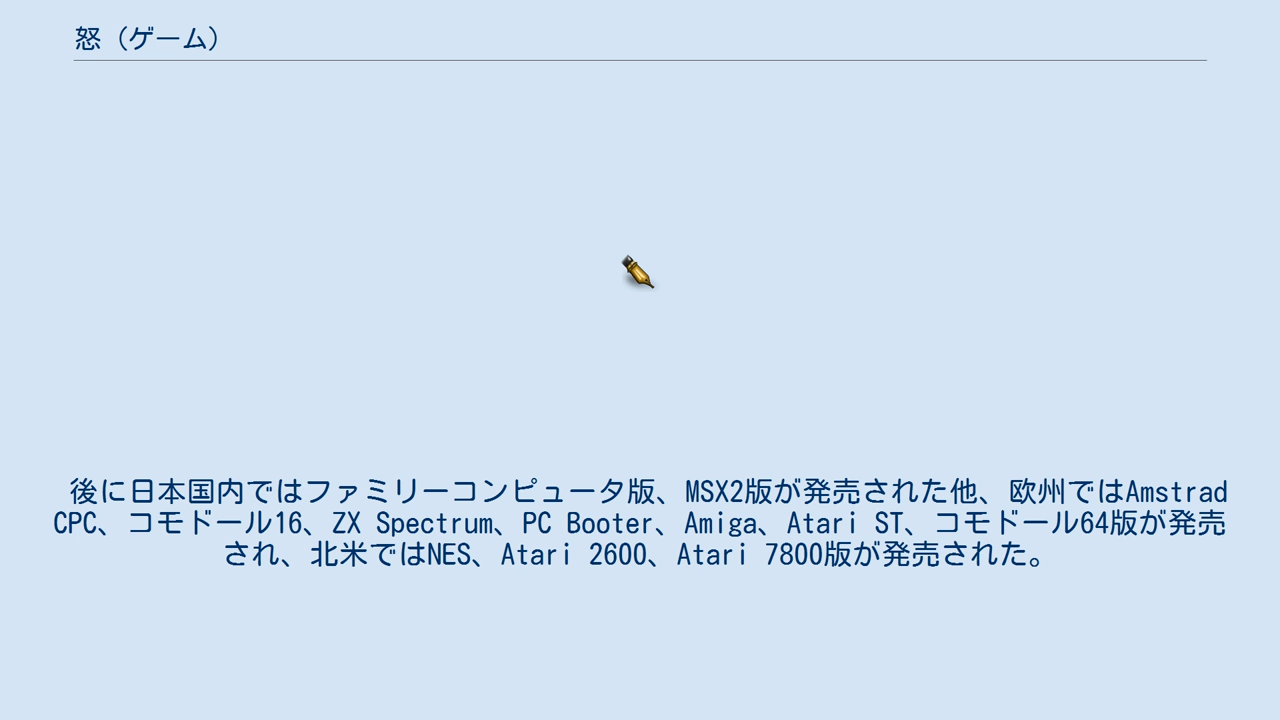 怒（ゲーム）
後に日本国内ではファミリーコンピュータ版、MSX2版が発売された他、欧州ではAmstrad
CPC、コモドール16、ZX Spectrum、PC Booter、Amiga、Atari ST、コモドール64版が発売
され、北米ではNES、Atari 2600、Atari 7800版が発売された。